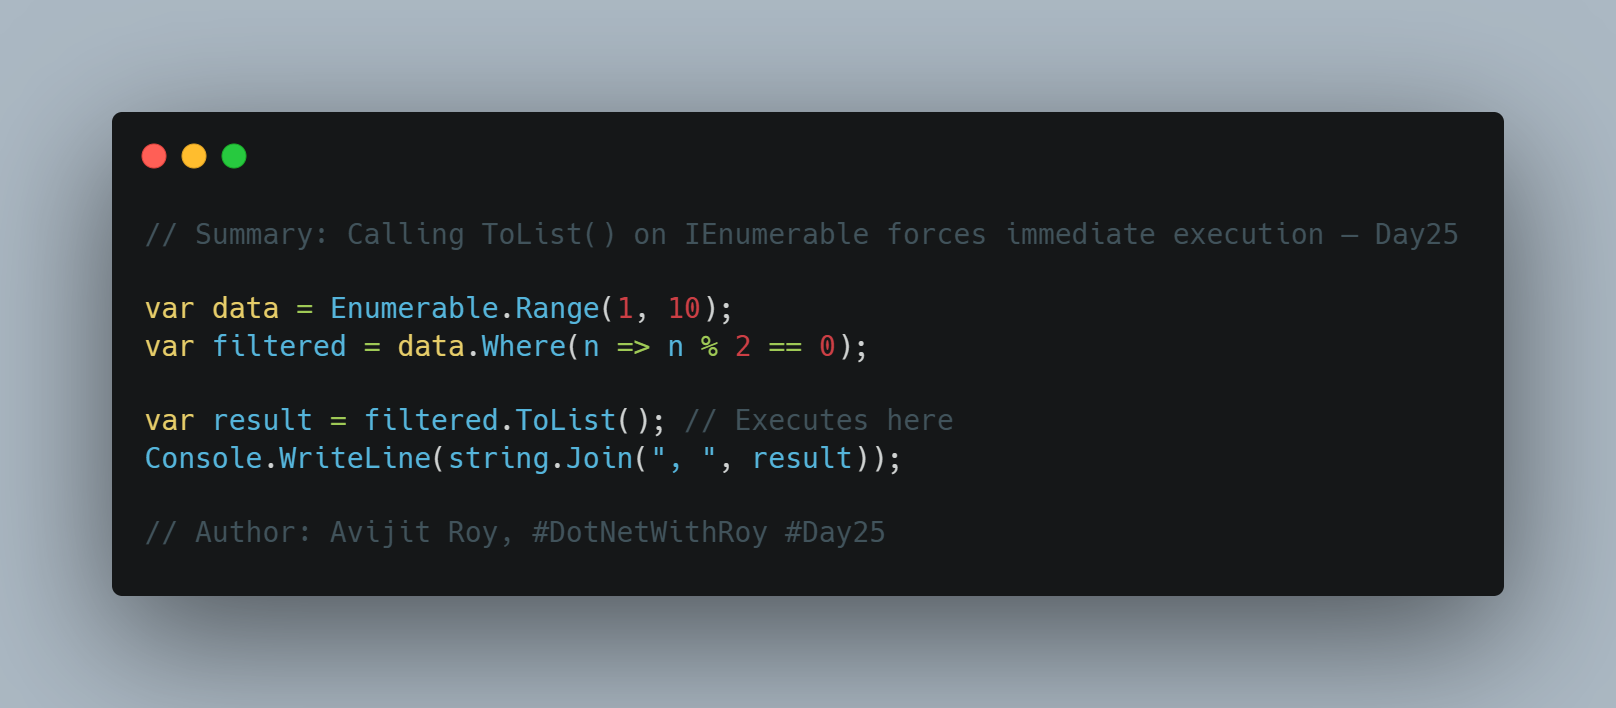 // Summary: Calling ToList() on IEnumerable forces immediate execution — Day25
var data = Enumerable.Range(1, 10);
var filtered = data.Where(n => n % 2 == 0);
var result = filtered.ToList(); // Executes here
Console.WriteLine(string.Join(", ", result));
// Author: Avijit Roy, #DotNetWithRoy #Day25